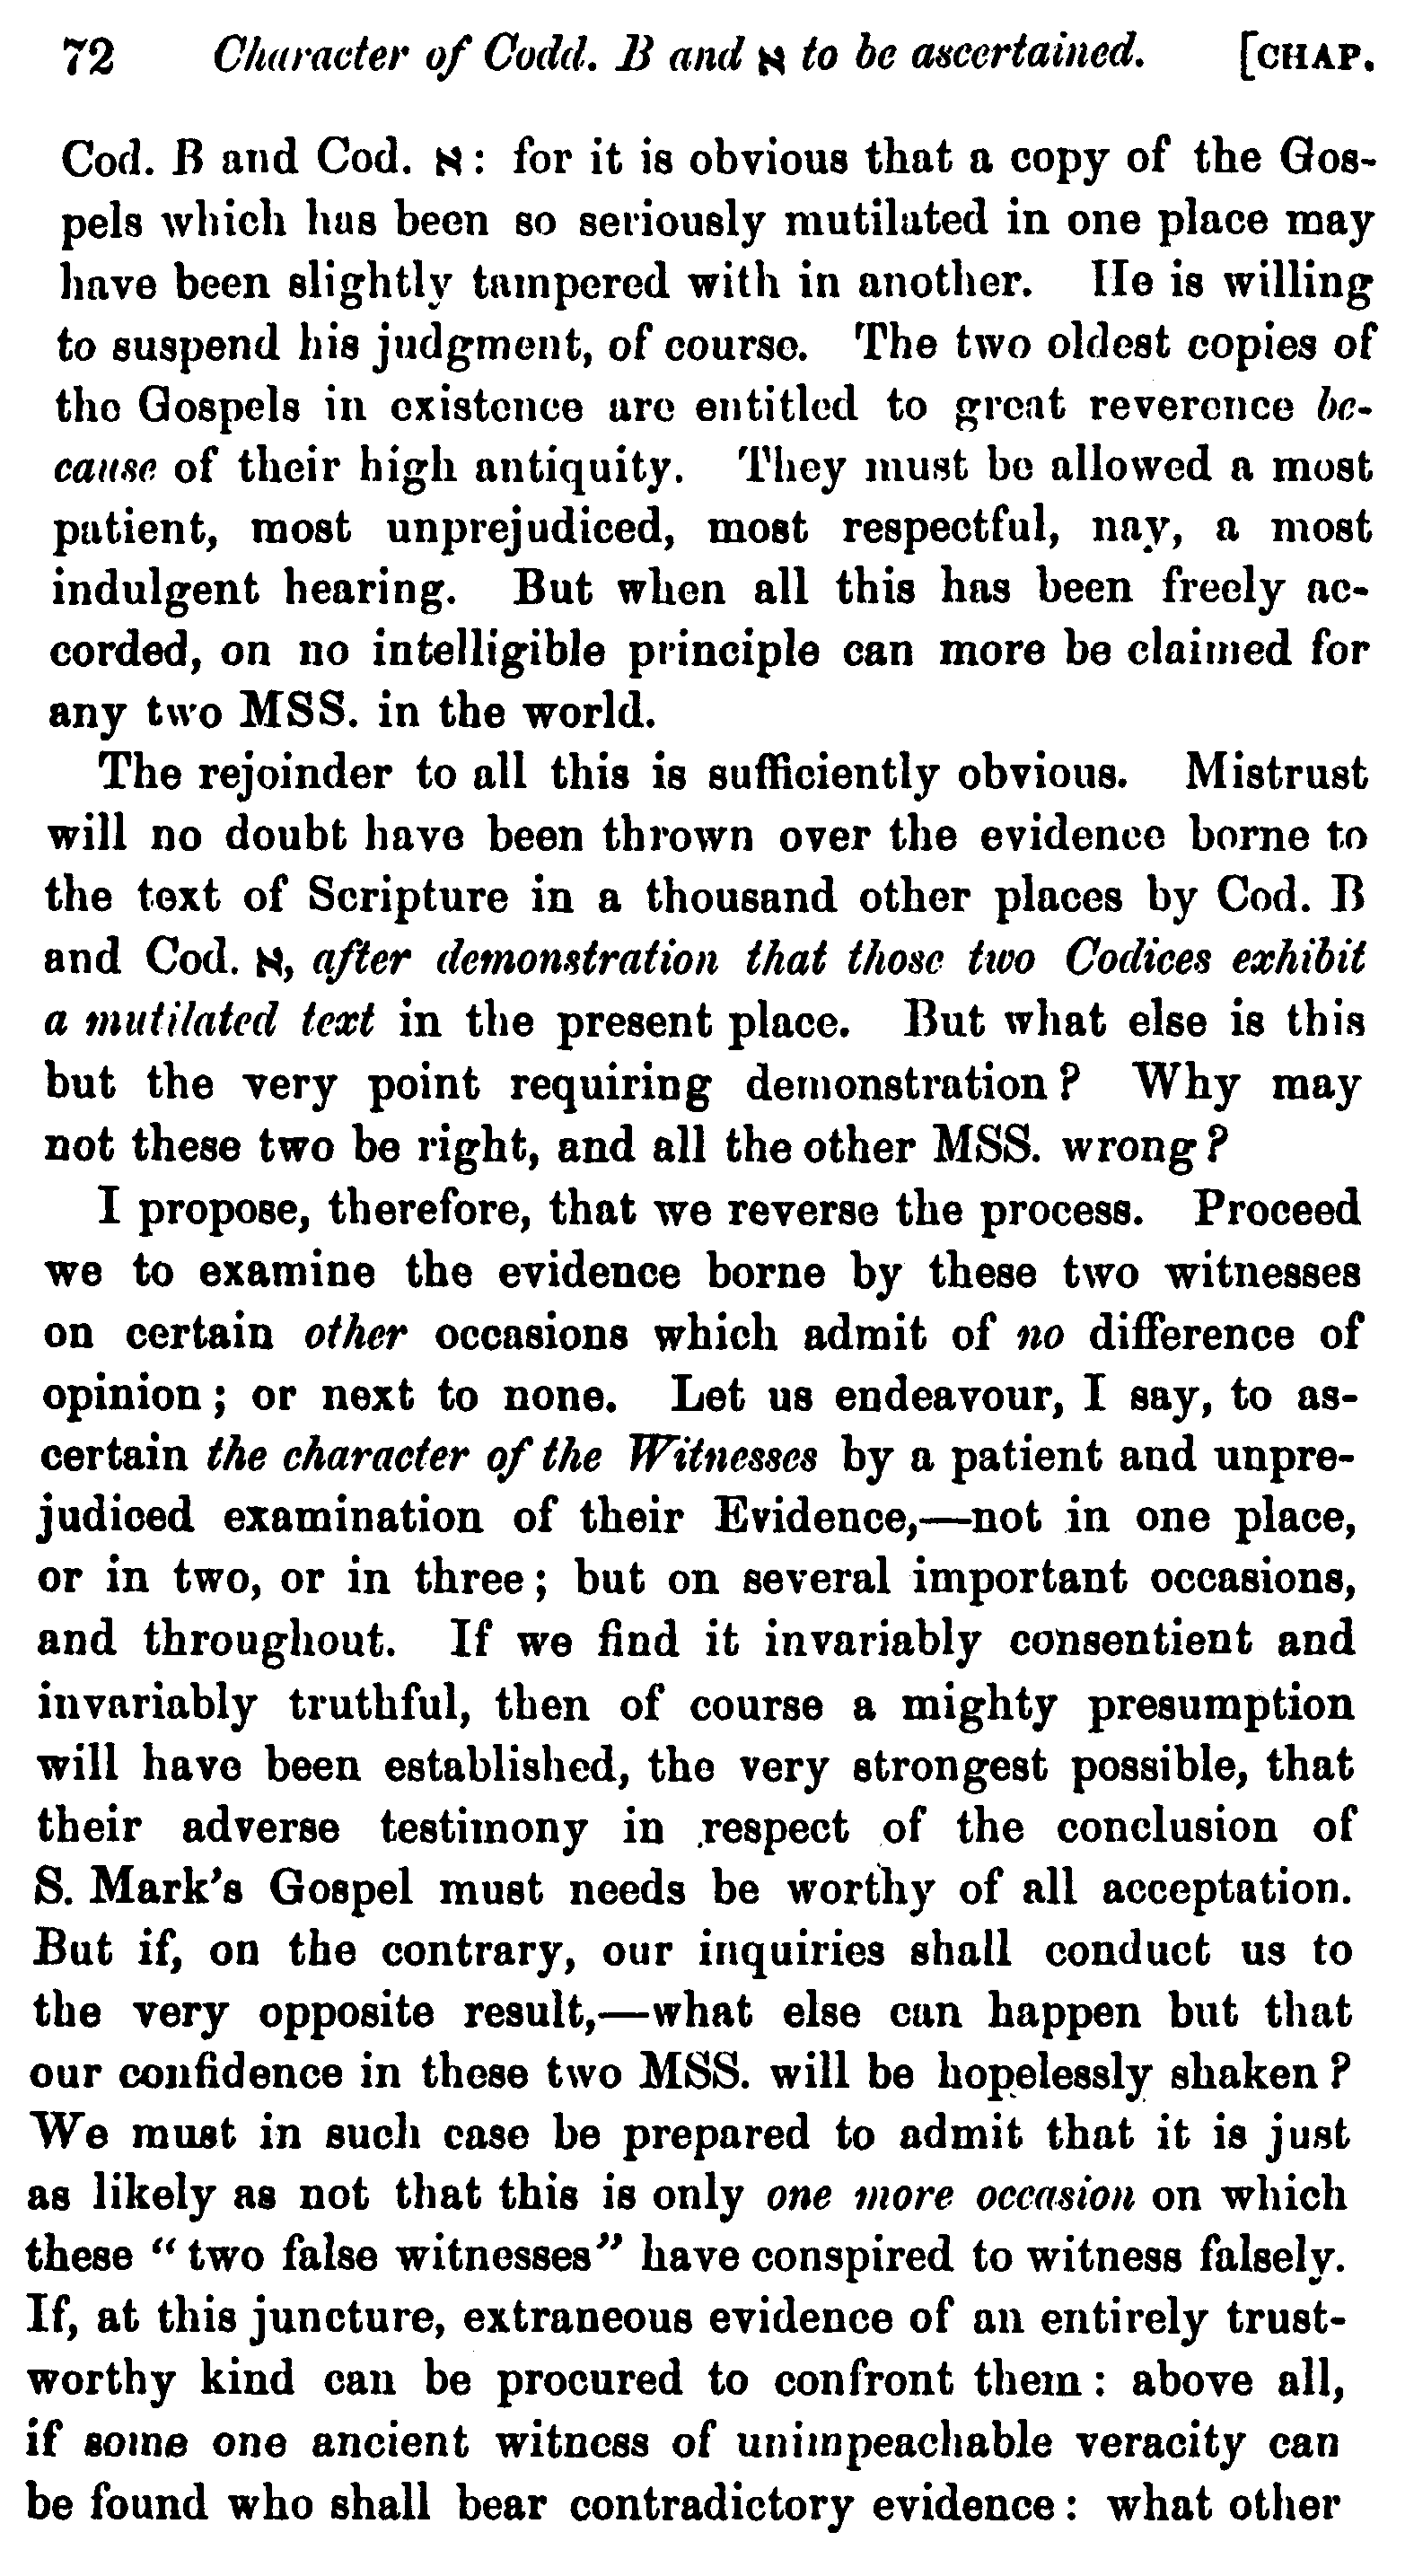 72 Character of Codd. B and א to be ascertained. [CHAP.
Cod. B and Cod. א: for it is obvious that a copy of the Gos-
pels which has been so seriously mutilated in one place may
have been slightly tampered with in another. He is willing
to suspend his judgment, of course. The two oldest copies of
the Gospels in existence are entitled to great reverence be-
cause of their high antiquity. They must be allowed a most
patient, most unprejudiced, most respectful, nay, a most
indulgent hearing. But when all this has been freely ac-
corded, on no intelligible principle can more be claimed for
any two MSS. in the world.
The rejoinder to all this is sufficiently obvious. Mistrust
will no doubt have been thrown over the evidence borne to
the text of Scripture in a thousand other places by Cod. B
and Cod. א, after demonstration that those two Codices exhibit
a mutilated text in the present place. But what else is this
but the very point requiring demonstration? Why may
not these two be right, and all the other MSS. wrong?
I propose, therefore, that we reverse the process. Proceed
we to examine the evidence borne by these two witnesses
on certain other occasions which admit of no difference of
opinion; or next to none. Let us endeavour, I say, to as-
certain the character of the Witnesses by a patient and unpre-
judiced examination of their Evidence,—not in one place,
or in two, or in three; but on several important occasions,
and throughout. If we find it invariably consentient and
invariably truthful, then of course a mighty presumption
will have been established, the very strongest possible, that
their adverse testimony in respect of the conclusion of
S. Mark's Gospel must needs be worthy of all acceptation.
But if, on the contrary, our inquiries shall conduct us to
the very opposite result,—what else can happen but that
our confidence in these two MSS. will be hopelessly shaken?
We must in such case be prepared to admit that it is just
as likely as not that this is only one more occasion on which
these "two false witnesses" have conspired to witness falsely.
If, at this juncture, extraneous evidence of an entirely trust-
worthy kind can be procured to confront them: above all,
if some one ancient witness of unimpeachable veracity can
be found who shall bear contradictory evidence: what other